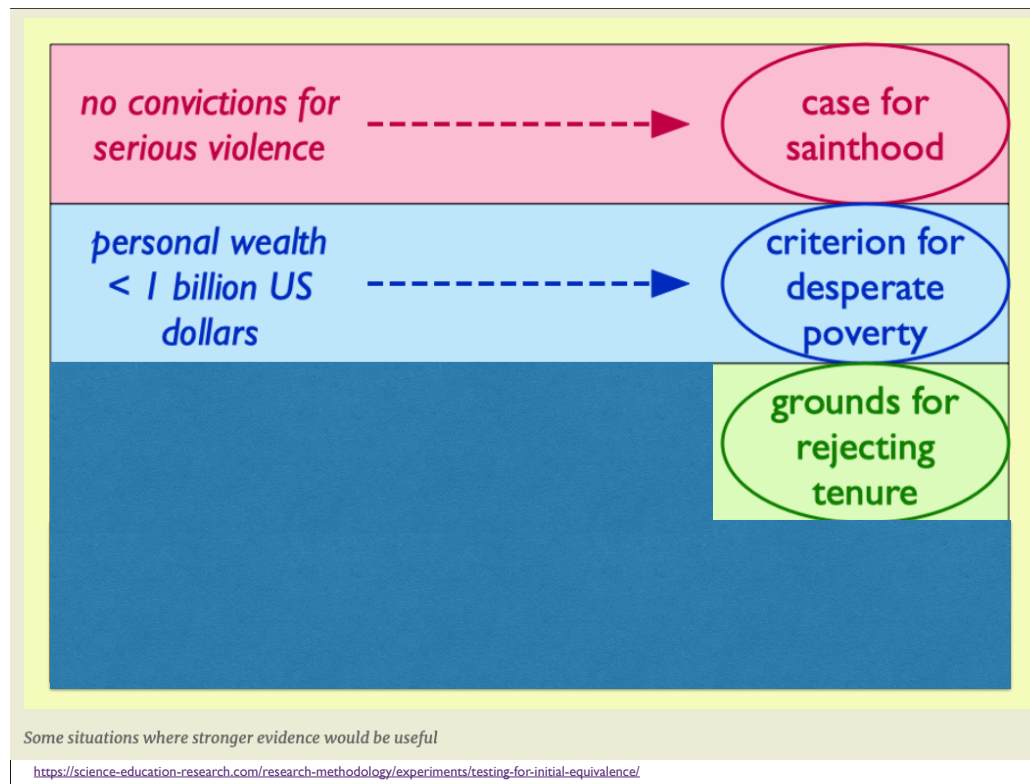 no convictions for
serious violence
case for
sainthood
personal wealth
< 1 billion US
dollars
criterion for
desperate
poverty
grounds for
rejecting
tenure
Some situations where stronger evidence would be useful
https://science-education-research.com/research-methodology/experiments/testing-for-initial-equivalence/